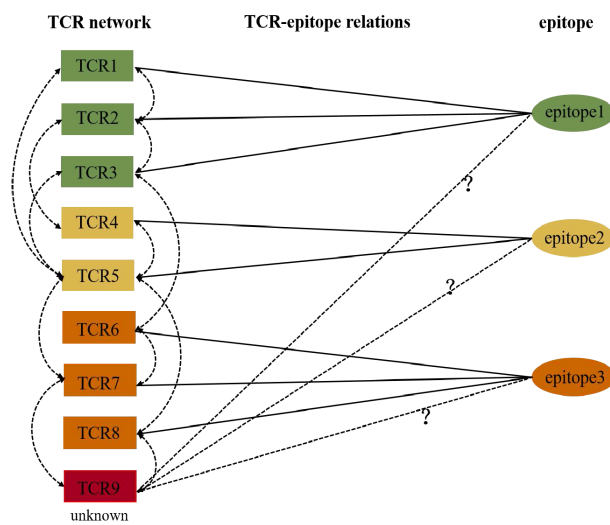 TCR network TCR-epitope relations epitope
TCR1
TCR2
TCR3
TCR4
TCR5
TCR6
TCR7
TCR8
TCR9
unknown
epitope1
epitope2
epitope3
?
?
?